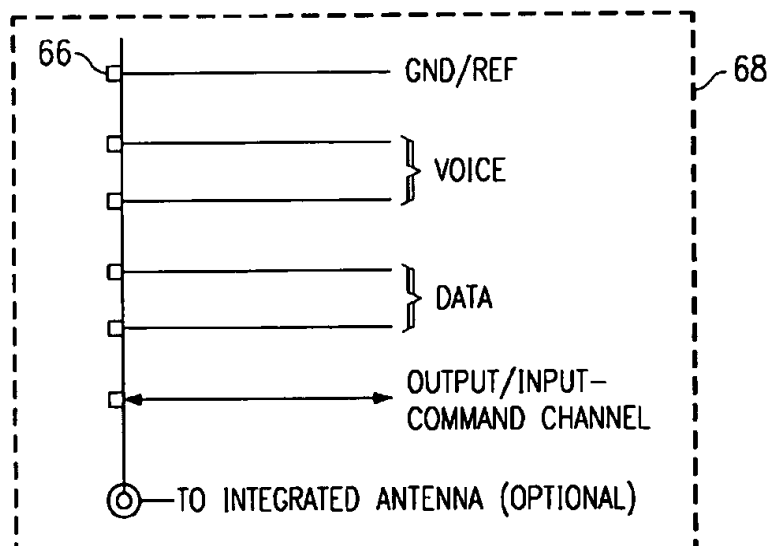 66
GND/REF
68
VOICE
DATA
OUTPUT/INPUT-
COMMAND CHANNEL
TO INTEGRATED ANTENNA (OPTIONAL)